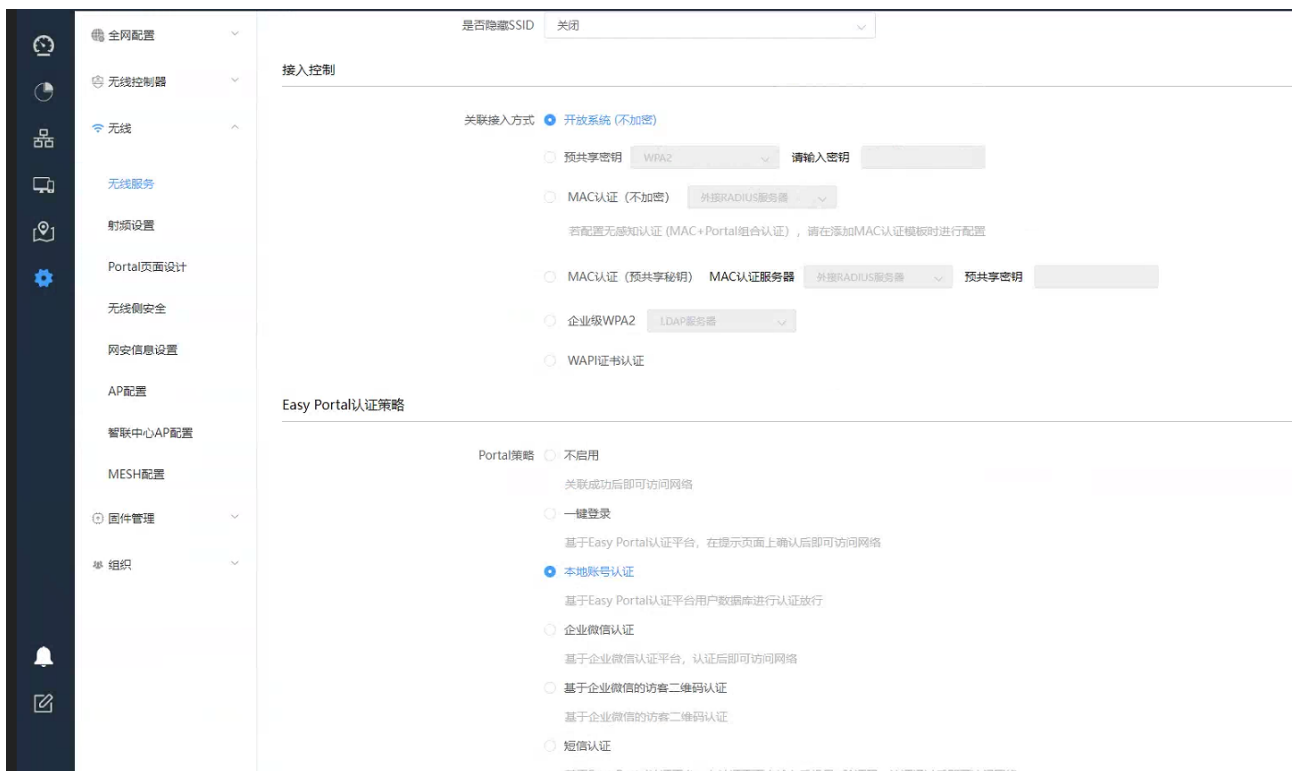 全网配置
无线控制器
无线
无线服务
射频设置
Portal页面设计
无线侧安全
网安信息设置
AP配置
智联中心AP配置
MESH配置
固件管理
组织
是否隐藏SSID 关闭
接入控制
关联接入方式 开放系统 (不加密)
预共享密钥 WPA2 请输入密钥
MAC认证（不加密） 外接RADIUS服务器
若配置无感知认证 (MAC+Portal组合认证) ，请在添加MAC认证模板时进行配置
MAC认证（预共享秘钥） MAC认证服务器 外接RADIUS服务器 预共享密钥
企业级WPA2 LDAP服务器
WAPI证书认证
Easy Portal认证策略
Portal策略 不启用
关联成功后即可访问网络
一键登录
基于Easy Portal认证平台，在提示页面上确认后即可访问网络
本地账号认证
基于Easy Portal认证平台用户数据库进行认证放行
企业微信认证
基于企业微信认证平台，认证后即可访问网络
基于企业微信的访客二维码认证
基于企业微信的访客二维码认证
短信认证